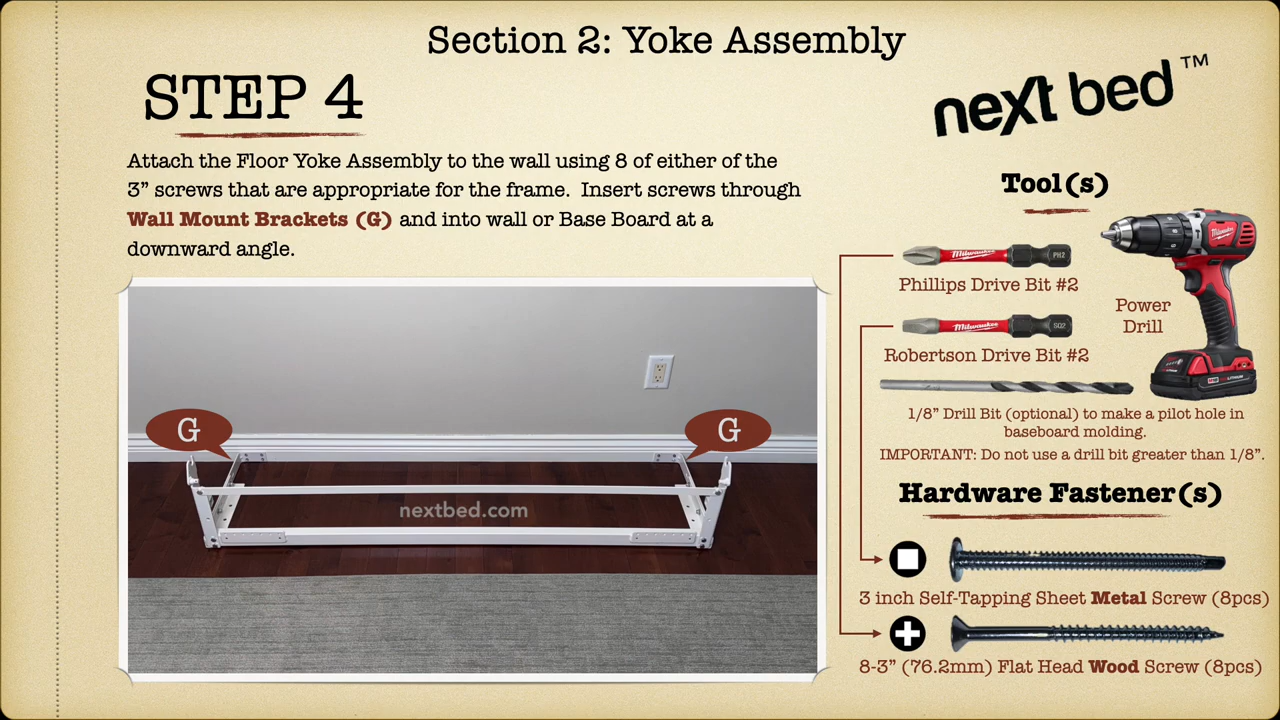 Section 2: Yoke Assembly
STEP 4
next bed™
Attach the Floor Yoke Assembly to the wall using 8 of either of the
3” screws that are appropriate for the frame. Insert screws through
Wall Mount Brackets (G) and into wall or Base Board at a
downward angle.
G
G
nextbed.com
Tool(s)
Milwaukee PH2
Phillips Drive Bit #2
Milwaukee SQ2
Robertson Drive Bit #2
Milwaukee
Power
Drill
1/8” Drill Bit (optional) to make a pilot hole in
baseboard molding.
IMPORTANT: Do not use a drill bit greater than 1/8”.
Hardware Fastener(s)
3 inch Self-Tapping Sheet Metal Screw (8pcs)
8-3” (76.2mm) Flat Head Wood Screw (8pcs)